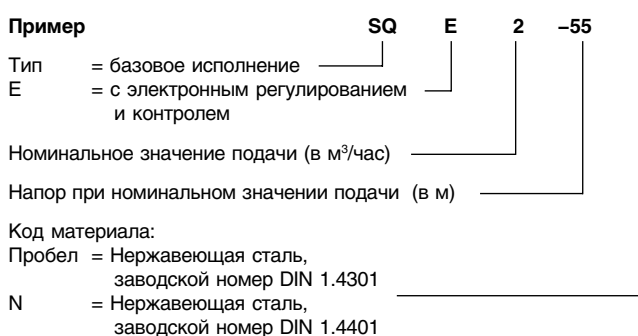 Пример SQ E 2 –55
Тип = базовое исполнение
E = с электронным регулированием
и контролем
Номинальное значение подачи (в м³/час)
Напор при номинальном значении подачи (в м)
Код материала:
Пробел = Нержавеющая сталь,
заводской номер DIN 1.4301
N = Нержавеющая сталь,
заводской номер DIN 1.4401